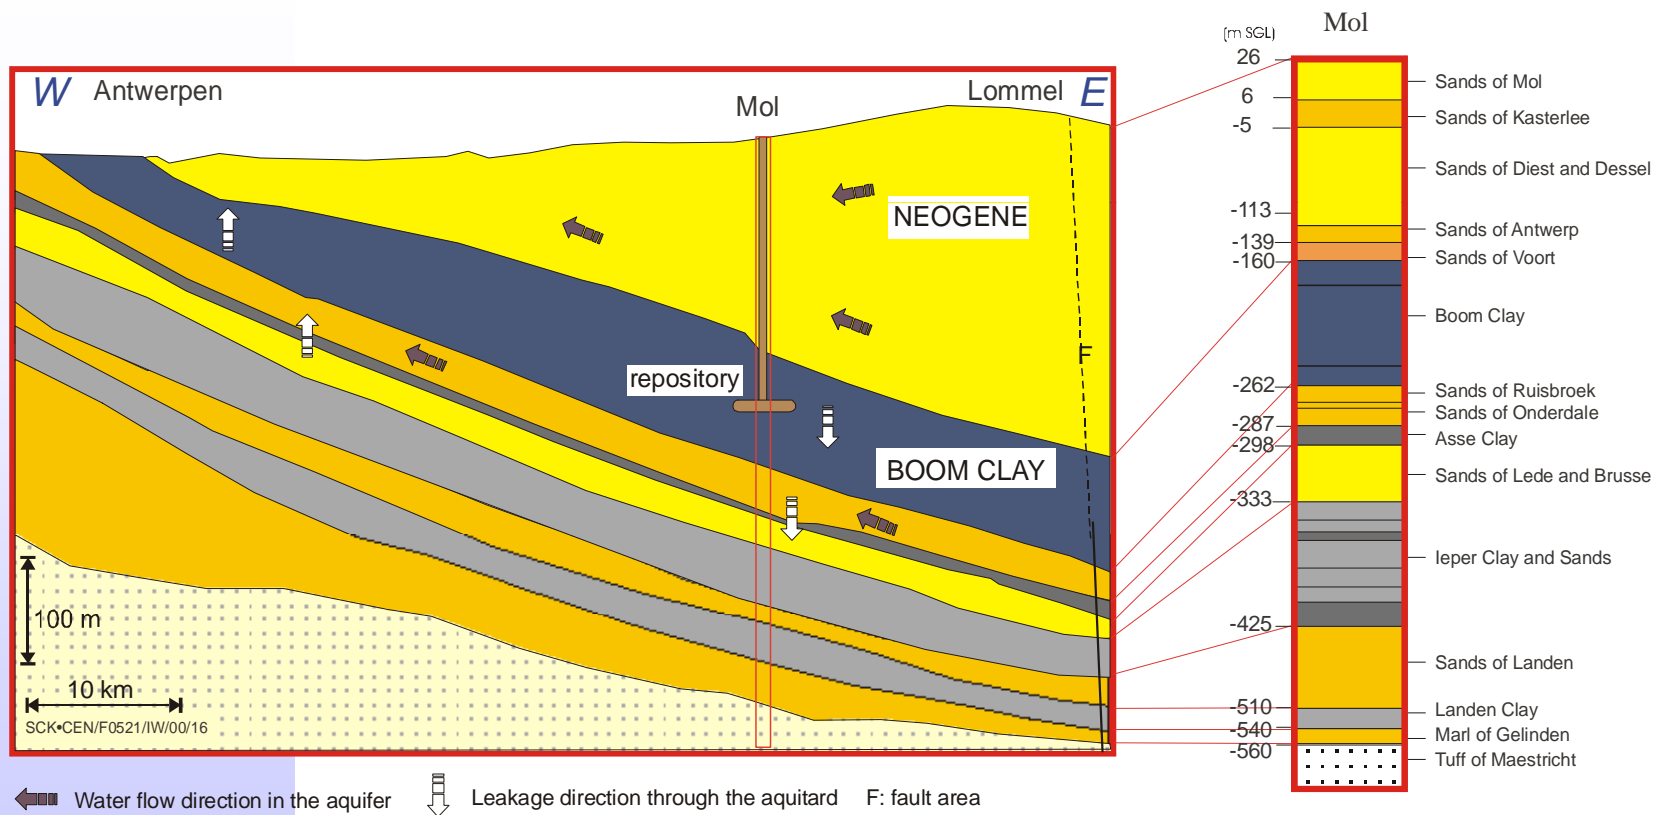 (m SGL)
Mol
W Antwerpen
Mol
Lommel E
NEOGENE
F
repository
BOOM CLAY
100 m
10 km
SCK•CEN/F0521/IW/00/16
26
6
-5
-113
-139
-160
-262
-287
-298
-333
-425
-510
-540
-560
Sands of Mol
Sands of Kasterlee
Sands of Diest and Dessel
Sands of Antwerp
Sands of Voort
Boom Clay
Sands of Ruisbroek
Sands of Onderdale
Asse Clay
Sands of Lede and Brusse
Ieper Clay and Sands
Sands of Landen
Landen Clay
Marl of Gelinden
Tuff of Maestricht
Water flow direction in the aquifer
Leakage direction through the aquitard
F: fault area